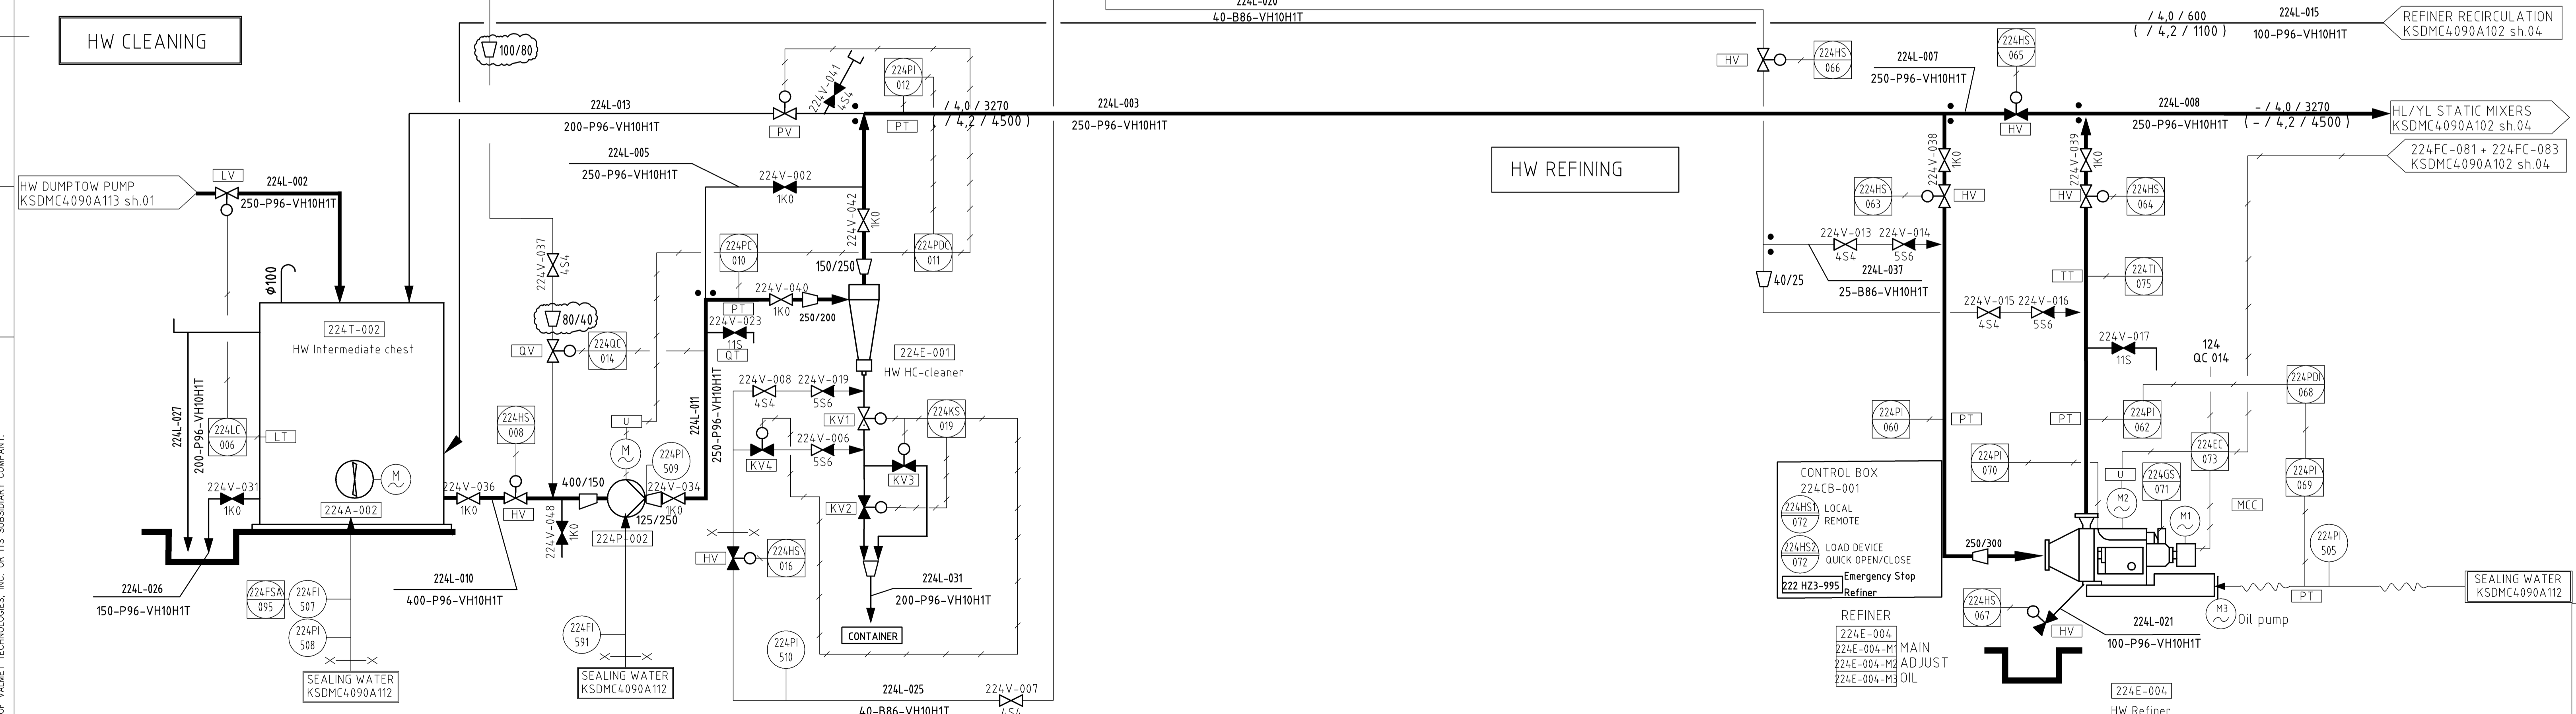 HW CLEANING
224L-020
40-B86-VH10H1T
/ 4,0 / 600
( / 4,2 / 1100 )
224L-015
100-P96-VH10H1T
REFINER RECIRCULATION
KSDMC4090A102 sh.04
100/80
224V-041
4S4
224PI
012
PT
PV
224L-013
200-P96-VH10H1T
/ 4,0 / 3270
( / 4,2 / 4500 )
224L-003
250-P96-VH10H1T
HV
224HS
066
224L-007
250-P96-VH10H1T
224HS
065
HV
224L-008
250-P96-VH10H1T
- / 4,0 / 3270
( - / 4,2 / 4500 )
HL/YL STATIC MIXERS
KSDMC4090A102 sh.04
224FC-081 + 224FC-083
KSDMC4090A102 sh.04
HW REFINING
HW DUMPTOW PUMP
KSDMC4090A113 sh.01
LV
224L-002
250-P96-VH10H1T
224L-005
250-P96-VH10H1T
224V-002
1K0
224V-042
1K0
224V-038
1K0
224V-039
1K0
224HS
063
HV
HV
224HS
064
224V-037
4S4
224PC
010
224PDC
011
150/250
224V-013
4S4
224V-014
5S6
224L-037
25-B86-VH10H1T
40/25
TT
224TI
075
Ø100
224T-002
HW Intermediate chest
80/40
QV
224QC
014
PT
224V-040
1K0
250/200
224V-023
11S
QT
224E-001
HW HC-cleaner
224V-015
4S4
224V-016
5S6
224V-017
11S
124
QC 014
224L-027
200-P96-VH10H1T
224LC
006
LT
224HS
008
224L-011
250-P96-VH10H1T
224V-008
4S4
224V-019
5S6
KV1
224KS
019
224V-006
5S6
KV4
KV3
KV2
224PDI
068
224PI
060
PT
PT
224PI
062
224EC
073
224PI
070
U
224GS
071
224PI
069
M2
M1
MCC
U
M
224PI
509
M
224A-002
224V-031
1K0
224V-036
1K0
HV
224V-048
1K0
400/150
224V-034
1K0
125/250
224P-002
HV
224HS
016
CONTROL BOX
224CB-001
224HS1
072
LOCAL
REMOTE
224HS2
072
LOAD DEVICE
QUICK OPEN/CLOSE
222 HZ3-995
Emergency Stop
Refiner
250/300
224PI
505
PT
SEALING WATER
KSDMC4090A112
M3
Oil pump
224HS
067
HV
224L-021
100-P96-VH10H1T
224L-026
150-P96-VH10H1T
224L-010
400-P96-VH10H1T
224FSA
095
224FI
507
224PI
508
224FI
591
224L-031
200-P96-VH10H1T
CONTAINER
224PI
510
SEALING WATER
KSDMC4090A112
SEALING WATER
KSDMC4090A112
224L-025
40-B86-VH10H1T
224V-007
4S4
REFINER
224E-004
224E-004-M1 MAIN
224E-004-M2 ADJUST
224E-004-M3 OIL
224E-004
HW Refiner
OF VALMET TECHNOLOGIES, INC. OR ITS SUBSIDIARY COMPANY.